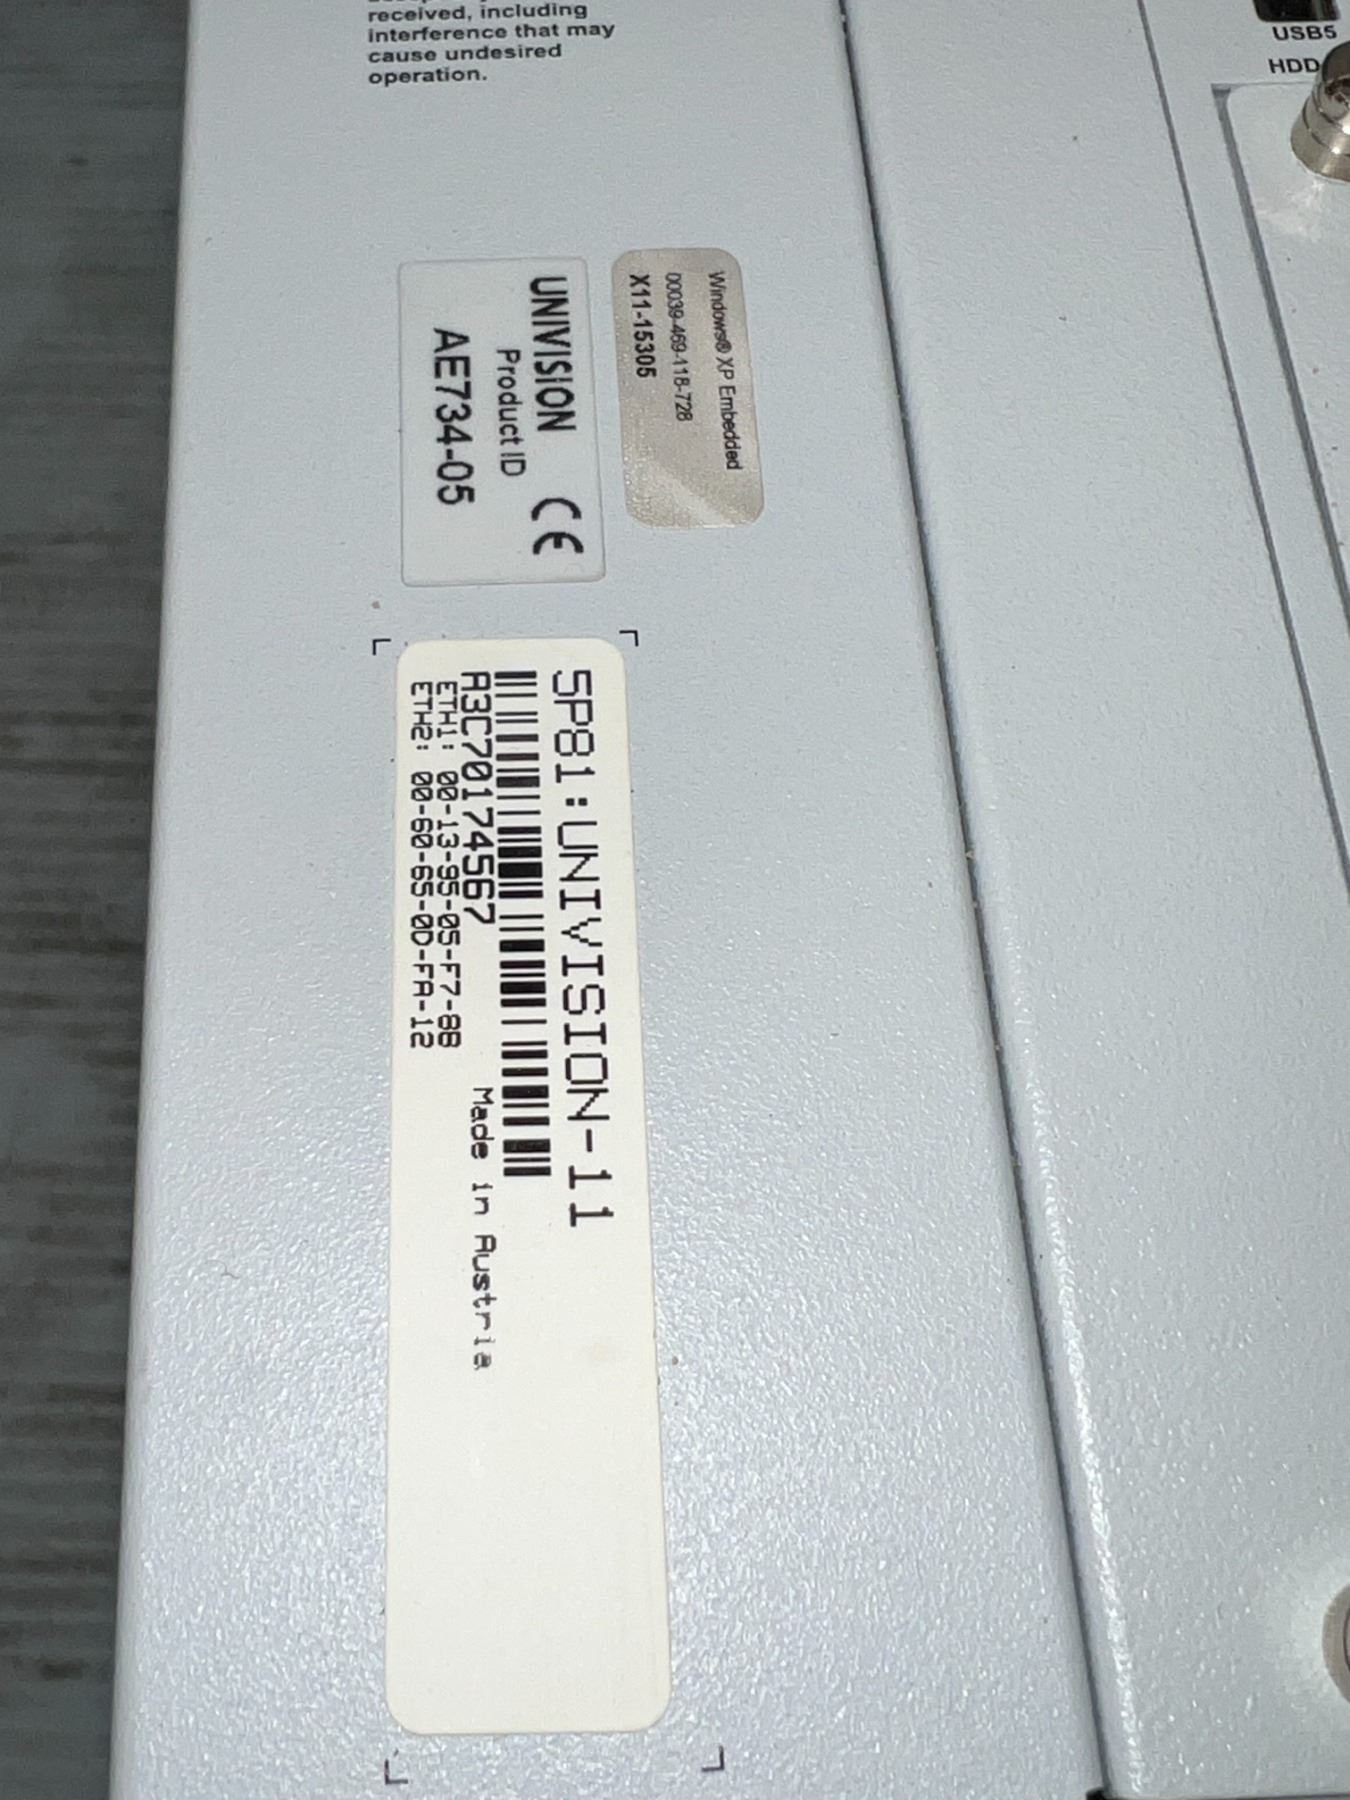 received, including
interference that may
cause undesired
operation.
USB5
HDD
Windows® XP Embedded
00039-469-118-728
X11-15305
UNIVISION CE
Product ID
AE734-05
5P81:UNIVISION-11
A3C70174567
Made in Austria
ETH1: 00-13-95-05-F7-8B
ETH2: 00-60-65-0D-FA-12